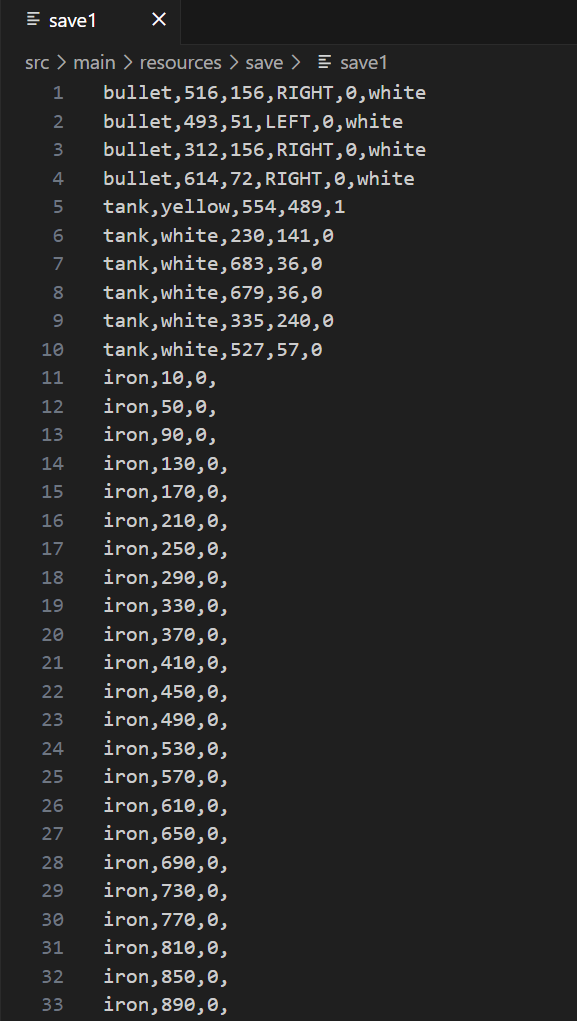 save1
src > main > resources > save > save1
1 bullet,516,156,RIGHT,0,white
2 bullet,493,51,LEFT,0,white
3 bullet,312,156,RIGHT,0,white
4 bullet,614,72,RIGHT,0,white
5 tank,yellow,554,489,1
6 tank,white,230,141,0
7 tank,white,683,36,0
8 tank,white,679,36,0
9 tank,white,335,240,0
10 tank,white,527,57,0
11 iron,10,0,
12 iron,50,0,
13 iron,90,0,
14 iron,130,0,
15 iron,170,0,
16 iron,210,0,
17 iron,250,0,
18 iron,290,0,
19 iron,330,0,
20 iron,370,0,
21 iron,410,0,
22 iron,450,0,
23 iron,490,0,
24 iron,530,0,
25 iron,570,0,
26 iron,610,0,
27 iron,650,0,
28 iron,690,0,
29 iron,730,0,
30 iron,770,0,
31 iron,810,0,
32 iron,850,0,
33 iron,890,0,